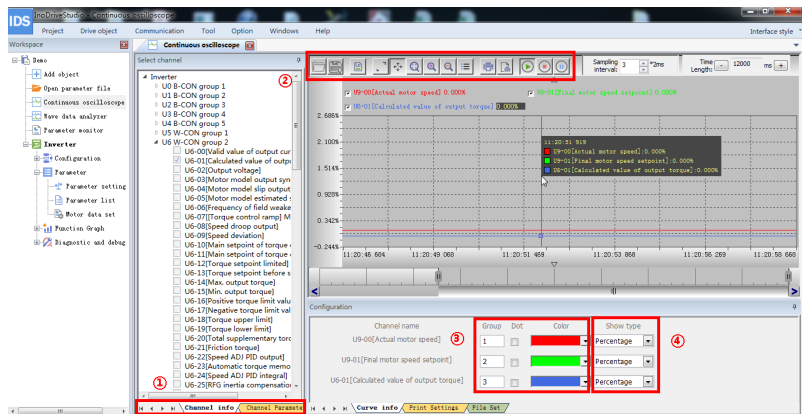 IDS
InoDriveStudio - Continuous oscilloscope
Project Drive object Communication Tool Option Windows Help Interface style
Workspace
Continuous oscilloscope
Demo
Add object
Open parameter file
Continuous oscilloscope
Wave data analyzer
Parameter monitor
Inverter
Configuration
Parameter
Parameter setting
Parameter list
Motor data set
Function Graph
Diagnostic and debug
Select channel
②
Inverter
U0 B-CON group 1
U1 B-CON group 2
U2 B-CON group 3
U3 B-CON group 4
U4 B-CON group 5
U5 W-CON group 1
U6 W-CON group 2
U6-00[Valid value of output cur
U6-01[Calculated value of outpu
U6-02[Output voltage]
U6-03[Motor model output syn
U6-04[Motor model slip output
U6-05[Motor model estimated s
U6-06[Frequency of field weake
U6-07[[Torque control ramp] M
U6-08[Speed droop output]
U6-09[Speed deviation]
U6-10[Main setpoint of torque
U6-11[Main setpoint of torque
U6-12[Torque setpoint limited]
U6-13[Torque setpoint before s
U6-14[Max. output torque]
U6-15[Min. output torque]
U6-16[Positive torque limit valu
U6-17[Negative torque limit valu
U6-18[Torque upper limit]
U6-19[Torque lower limit]
U6-20[Total supplementary torc
U6-21[Friction torque]
U6-22[Speed ADJ PID output]
U6-23[Automatic torque memo
U6-24[Speed ADJ PID integral]
U6-25[RFG inertia compensation
①
Channel info Channel Paramete
Sampling interval: 3 *2ms Time Length: - 12000 ms +
U9-00[Actual motor speed] 0.000% U9-01[Final motor speed setpoint] 0.000%
U6-01[Calculated value of output torque] 0.000%
2.686%
2.100%
1.514%
0.928%
0.342%
-0.244%
11:20:51 919
U9-00[Actual motor speed]:0.000%
U9-01[Final motor speed setpoint]:0.000%
U6-01[Calculated value of output torque]:0.000%
11:20:46 684 11:20:49 068 11:20:51 469 11:20:53 868 11:20:56 269 11:20:58 668
Configuration
Channel name Group Dot Color Show type
U9-00[Actual motor speed] ③ 1 Percentage ④
U9-01[Final motor speed setpoint] 2 Percentage
U6-01[Calculated value of output torque] 3 Percentage
Curve info Print Settings File Set